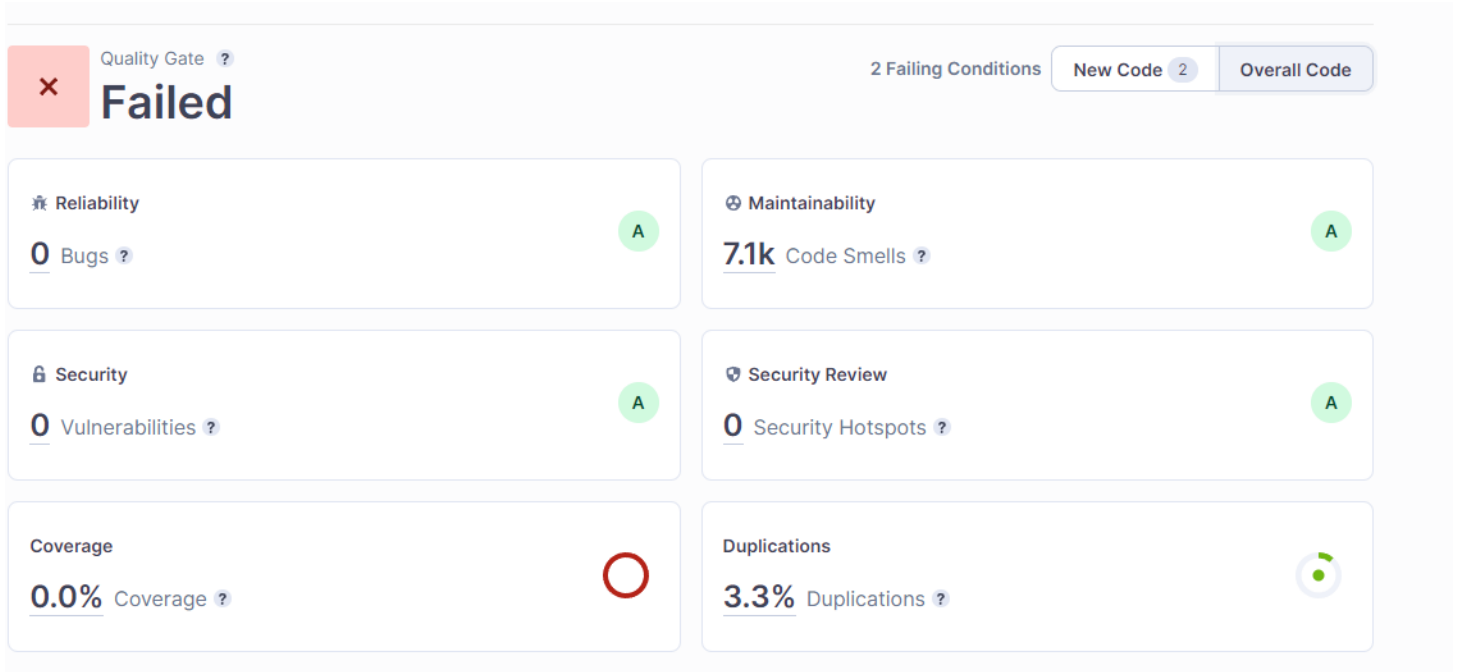 Quality Gate ?
Failed
2 Failing Conditions
New Code 2
Overall Code
Reliability
0 Bugs ?
A
Maintainability
7.1k Code Smells ?
A
Security
0 Vulnerabilities ?
A
Security Review
0 Security Hotspots ?
A
Coverage
0.0% Coverage ?
Duplications
3.3% Duplications ?